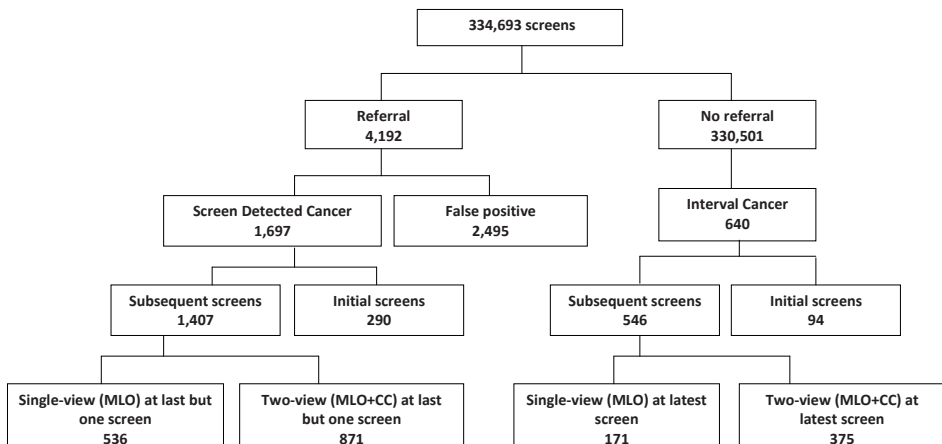 334,693 screens
Referral
4,192
No referral
330,501
Screen Detected Cancer
1,697
False positive
2,495
Interval Cancer
640
Subsequent screens
1,407
Initial screens
290
Subsequent screens
546
Initial screens
94
Single-view (MLO) at last but
one screen
536
Two-view (MLO+CC) at last
but one screen
871
Single-view (MLO) at latest
screen
171
Two-view (MLO+CC) at
latest screen
375